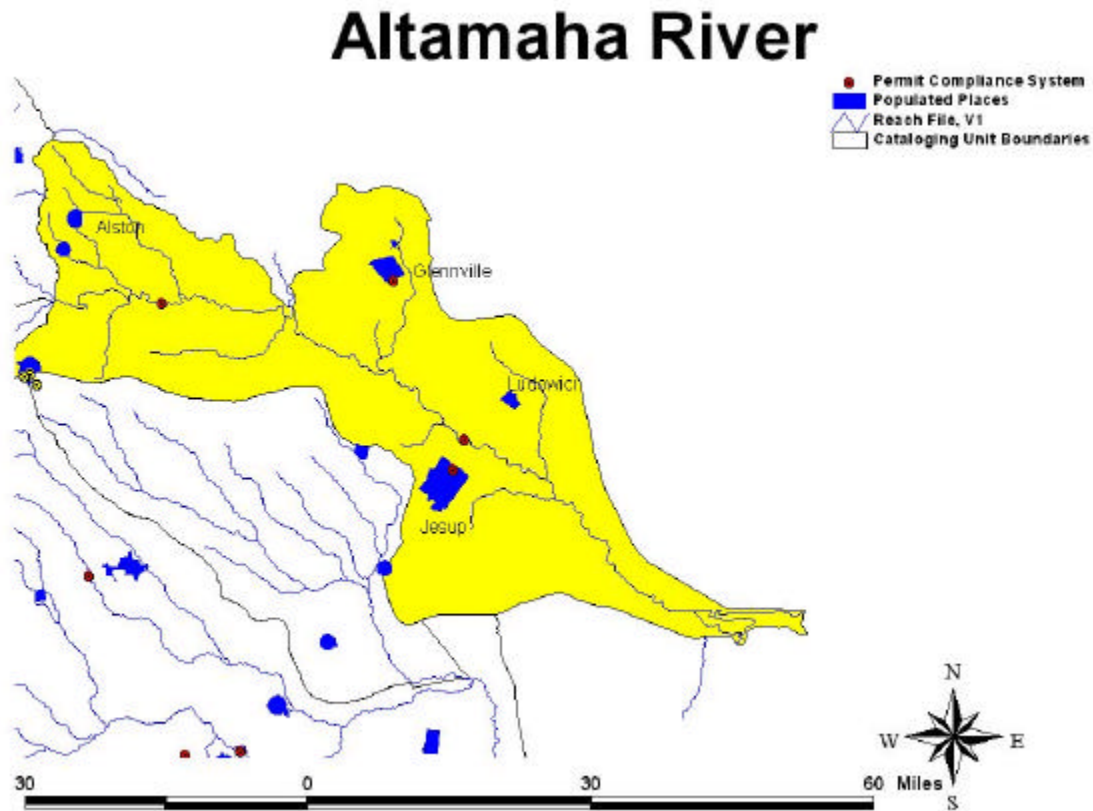 Altamaha River
Permit Compliance System
Populated Places
Reach File, V1
Cataloging Unit Boundaries
Alston
Glennville
Ludowici
Jesup
N
W E
S
30 0 30 60 Miles